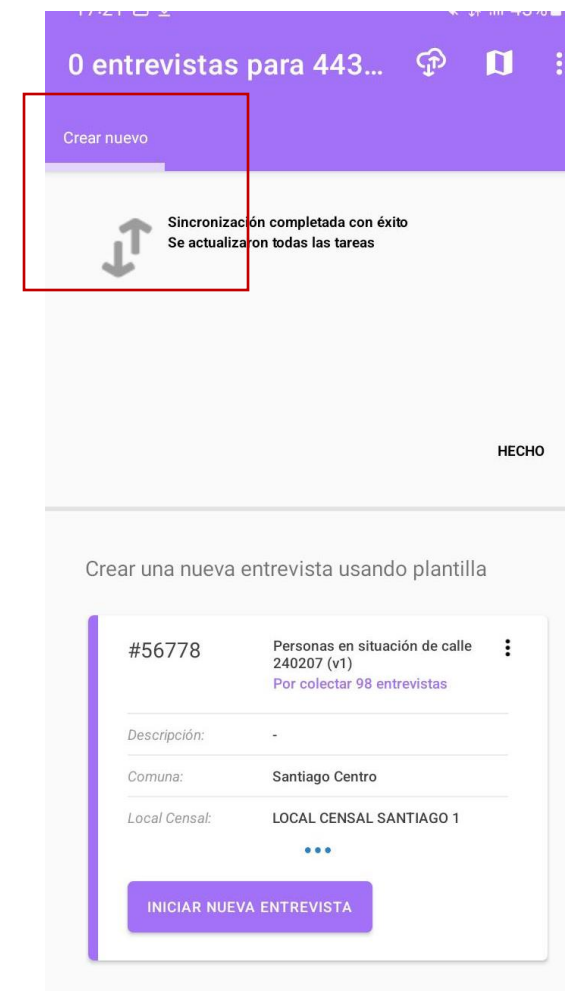 0 entrevistas para 443...
Crear nuevo
Sincronización completada con éxito
Se actualizaron todas las tareas
HECHO
Crear una nueva entrevista usando plantilla
#56778
Personas en situación de calle
240207 (v1)
Por colectar 98 entrevistas
Descripción: -
Comuna: Santiago Centro
Local Censal: LOCAL CENSAL SANTIAGO 1
INICIAR NUEVA ENTREVISTA